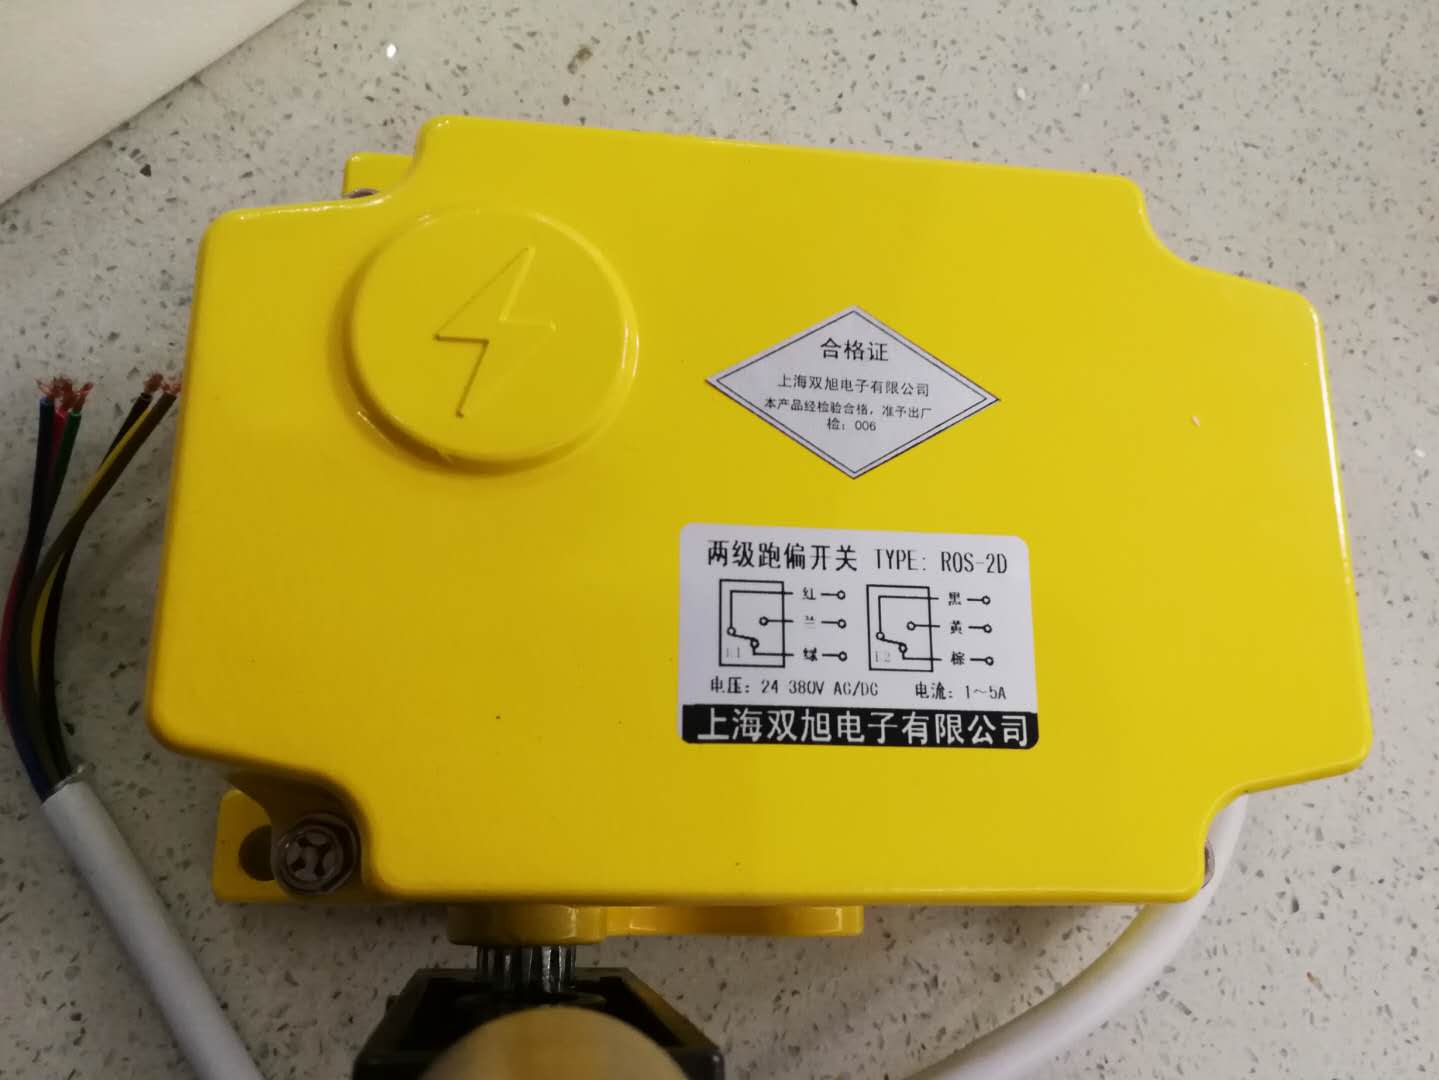 合格证
上海双旭电子有限公司
本产品经检验合格，准予出厂
检：006
两级跑偏开关 TYPE: ROS-2D
红 黑
兰 黄
绿 棕
K1 K2
电压：24 380V AC/DC 电流：1～5A
上海双旭电子有限公司